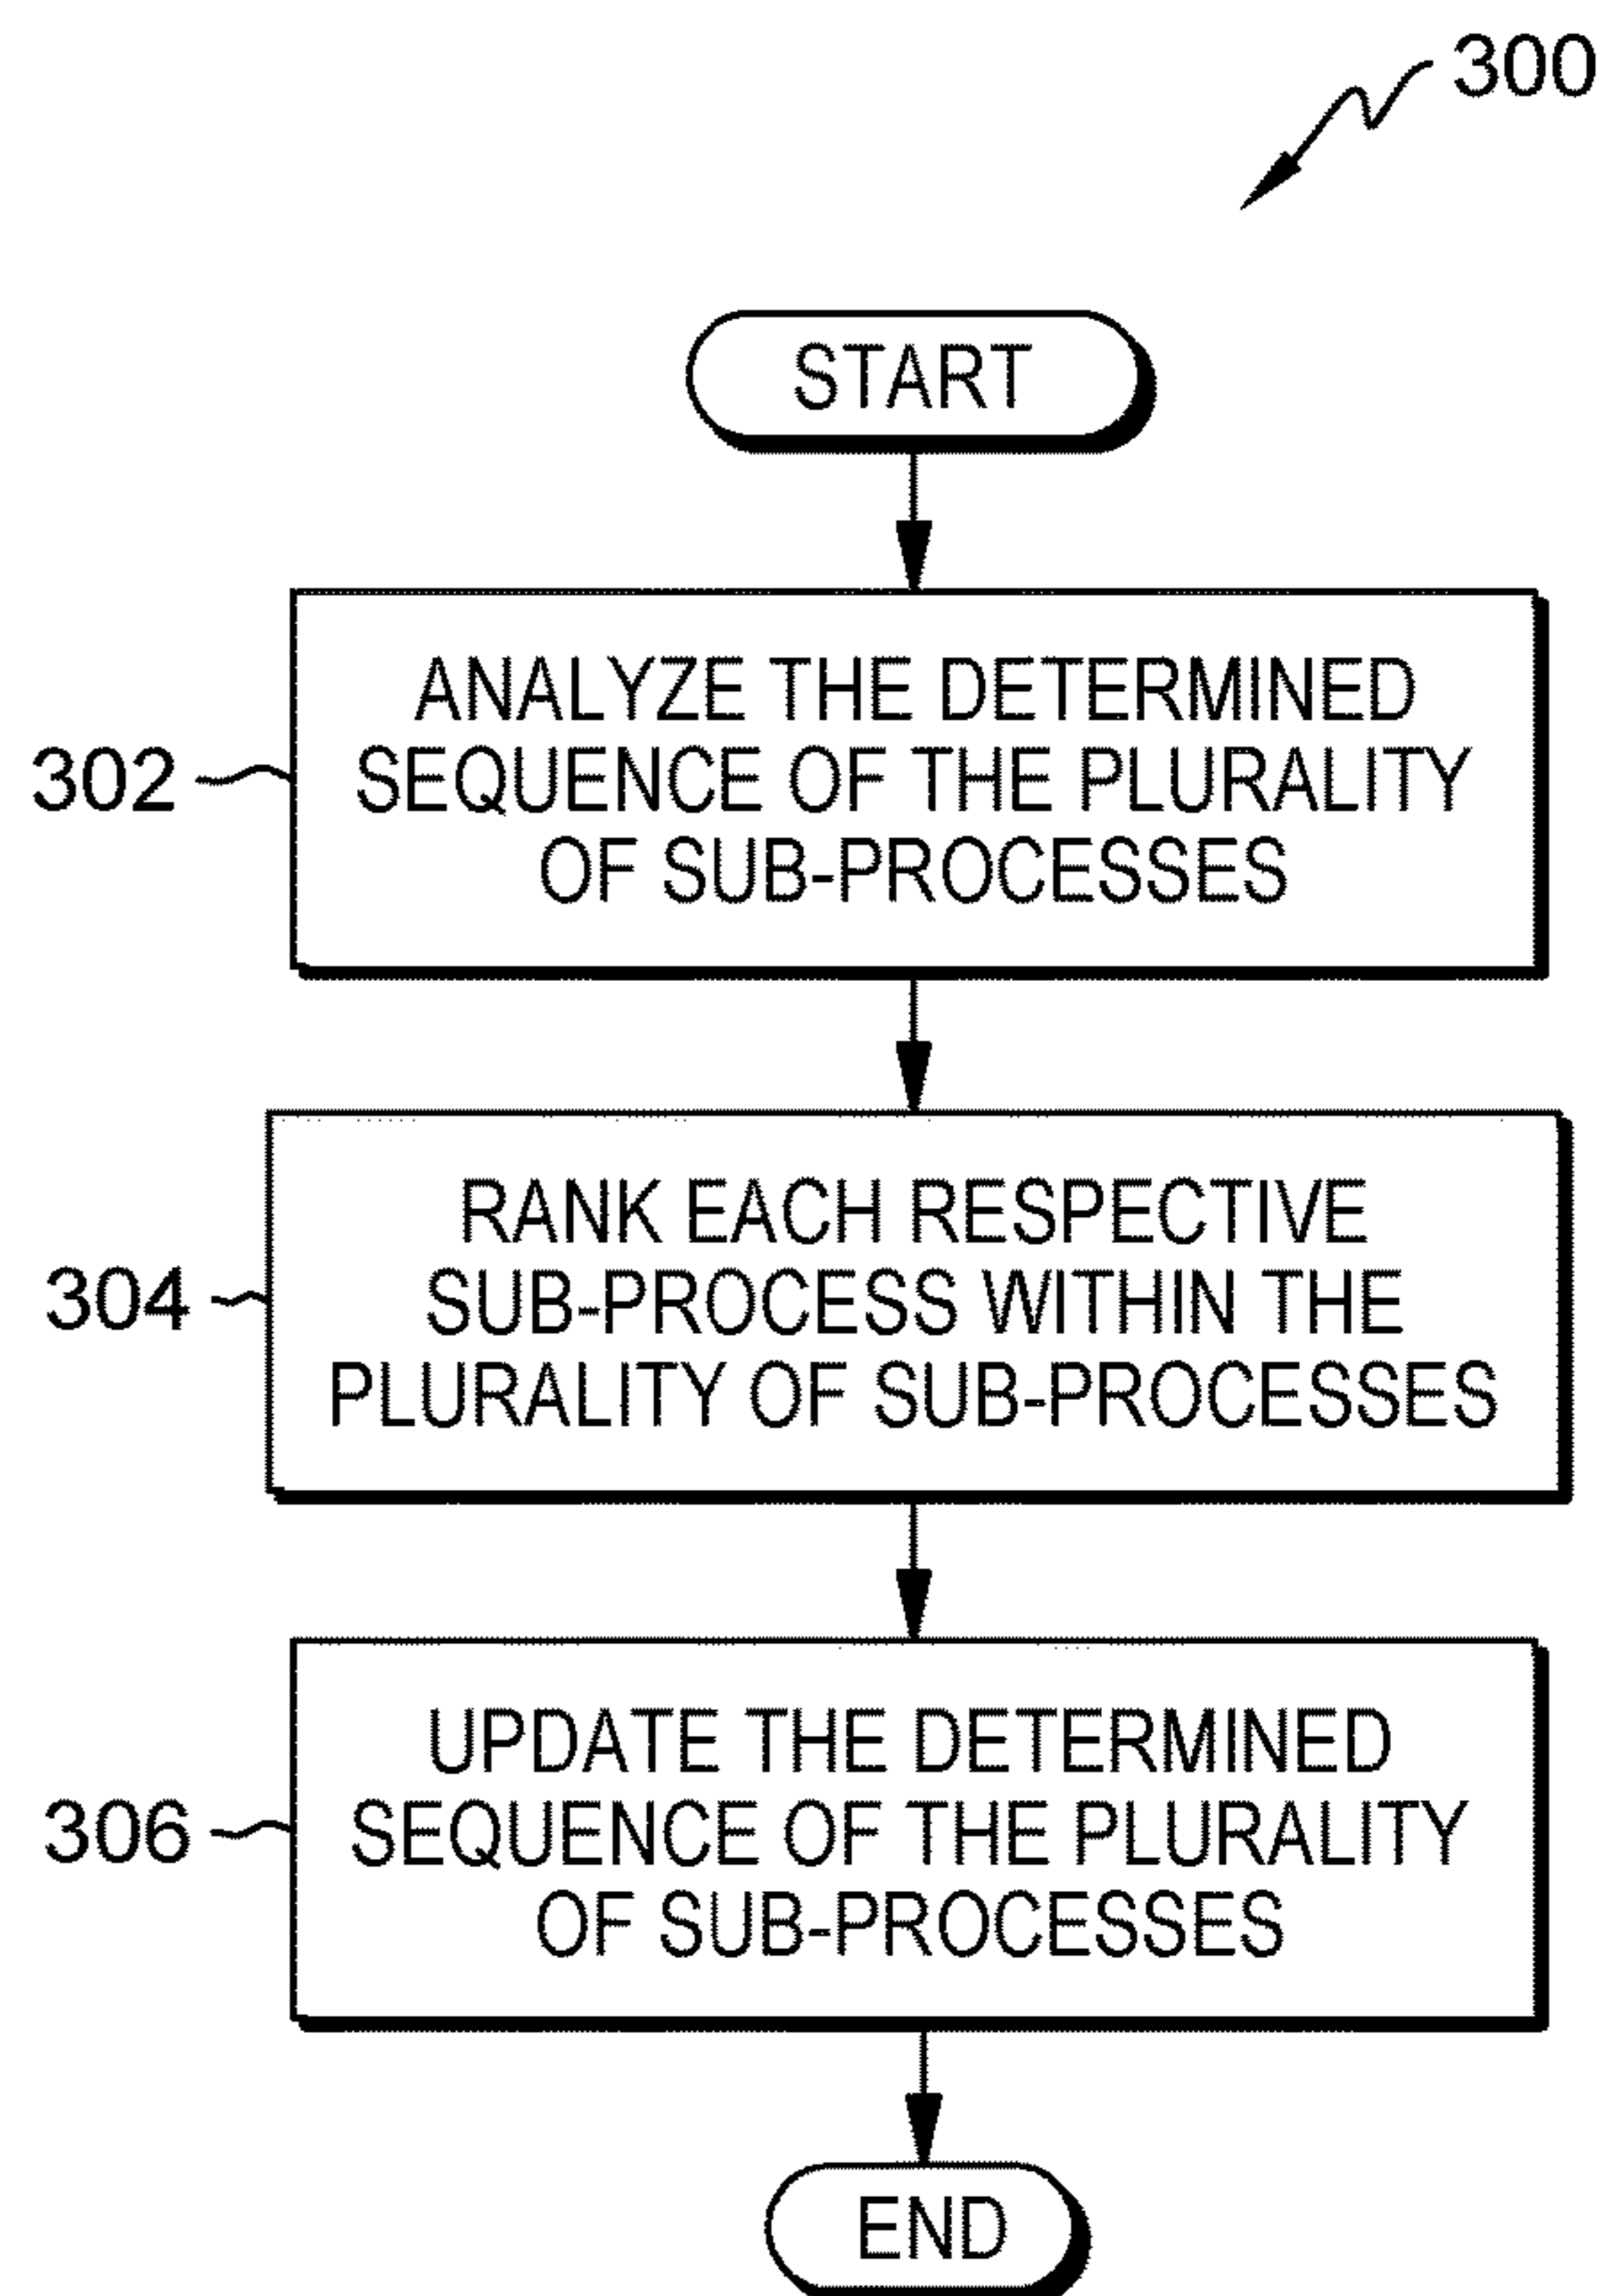 300
START
ANALYZE THE DETERMINED
SEQUENCE OF THE PLURALITY
OF SUB-PROCESSES
302
RANK EACH RESPECTIVE
SUB-PROCESS WITHIN THE
PLURALITY OF SUB-PROCESSES
304
UPDATE THE DETERMINED
SEQUENCE OF THE PLURALITY
OF SUB-PROCESSES
306
END